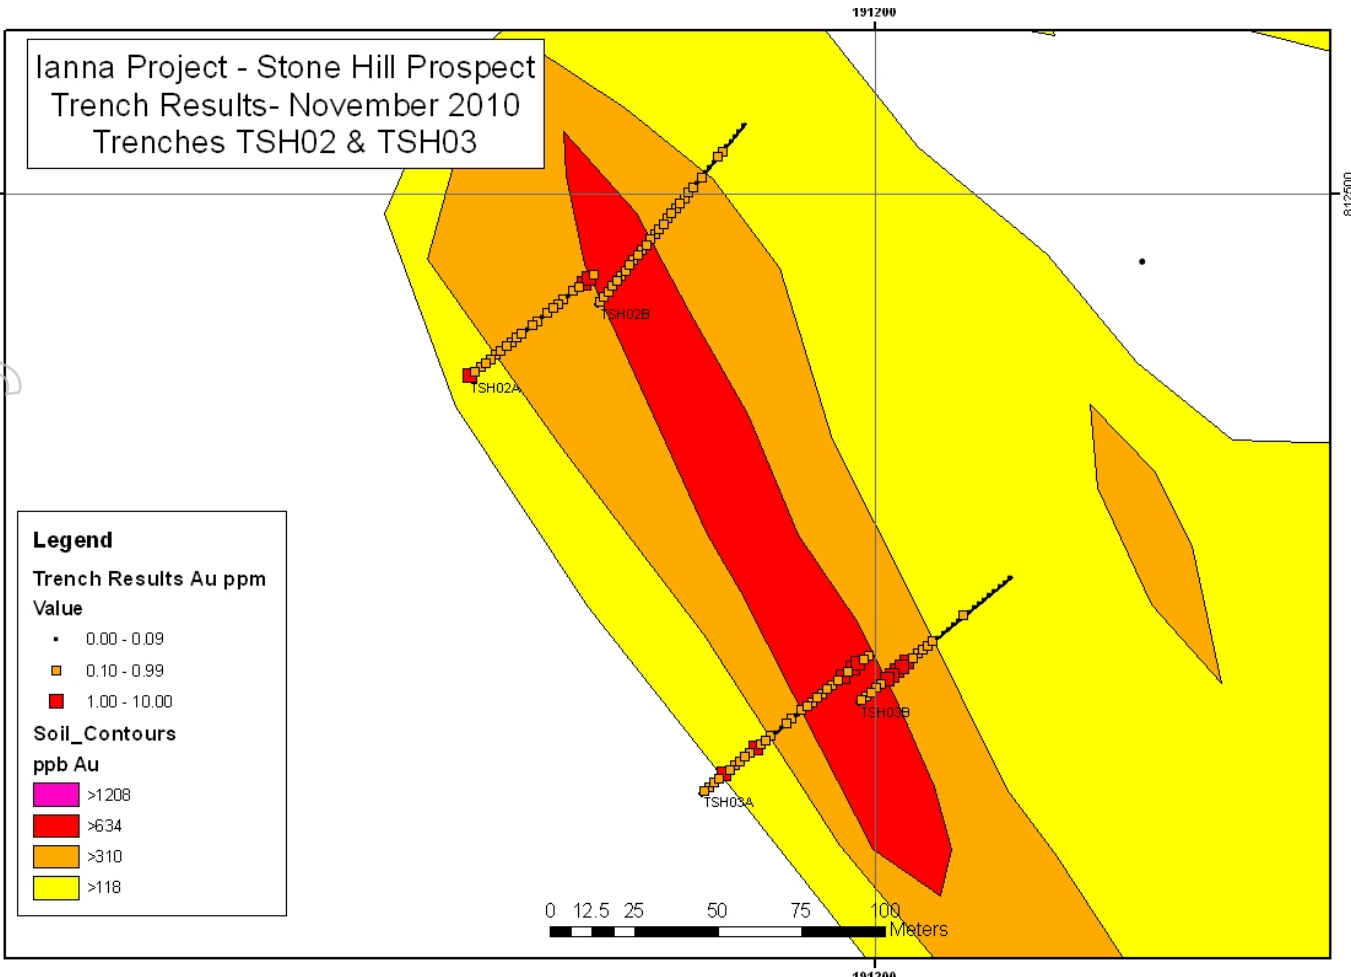 191200
Ianna Project - Stone Hill Prospect
Trench Results- November 2010
Trenches TSH02 & TSH03
812500
TSH02B
TSH02A
Legend
Trench Results Au ppm
Value
0.00 - 0.09
0.10 - 0.99
1.00 - 10.00
Soil_Contours
ppb Au
>1208
>634
>310
>118
TSH03B
TSH03A
0 12.5 25 50 75 100
Meters